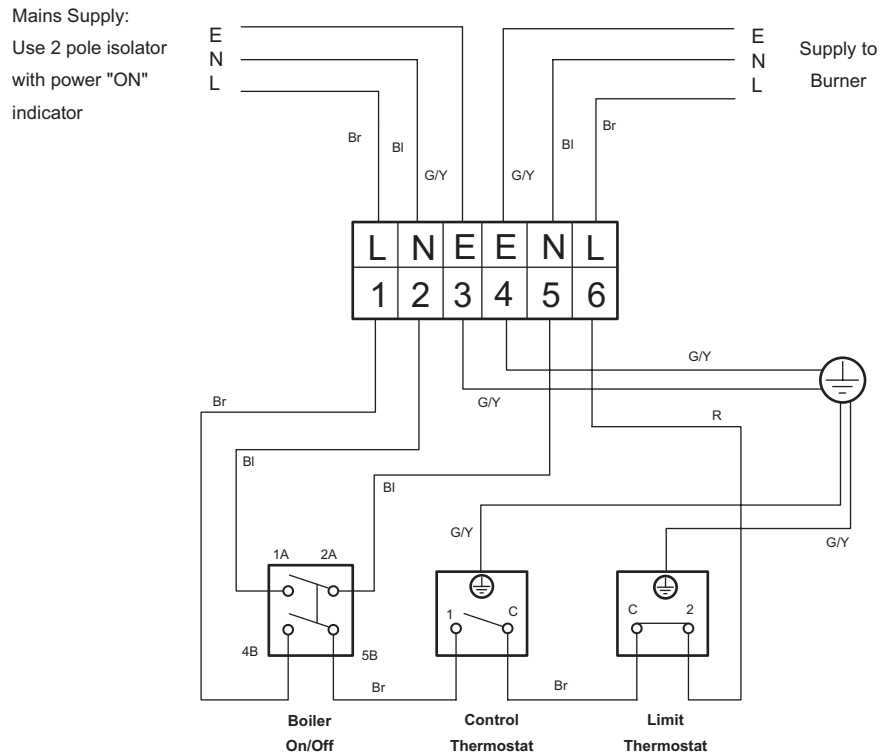 Mains Supply:
Use 2 pole isolator
with power "ON"
indicator
E
N
L
E
N
L
Supply to
Burner
Br
Bl
G/Y
G/Y
Bl
Br
L N E E N L
1 2 3 4 5 6
G/Y
G/Y
Br
R
Bl
Bl
G/Y
G/Y
1A 2A
4B 5B
1 C
C 2
Br
Br
Boiler
On/Off
Control
Thermostat
Limit
Thermostat